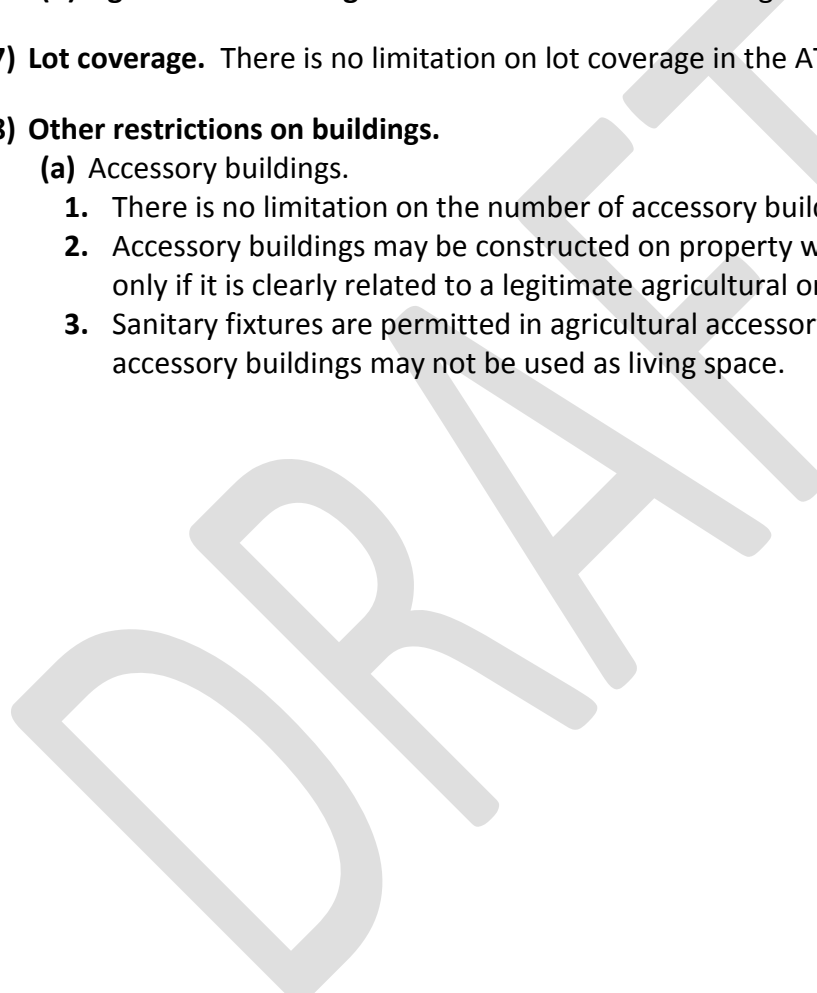 7) Lot coverage. There is no limitation on lot coverage in the
8) Other restrictions on buildings.
(a) Accessory buildings.
1. There is no limitation on the number of accessory
2. Accessory buildings may be constructed on property
only if it is clearly related to a legitimate agricultural
3. Sanitary fixtures are permitted in agricultural
accessory buildings may not be used as living space.
DRAFT